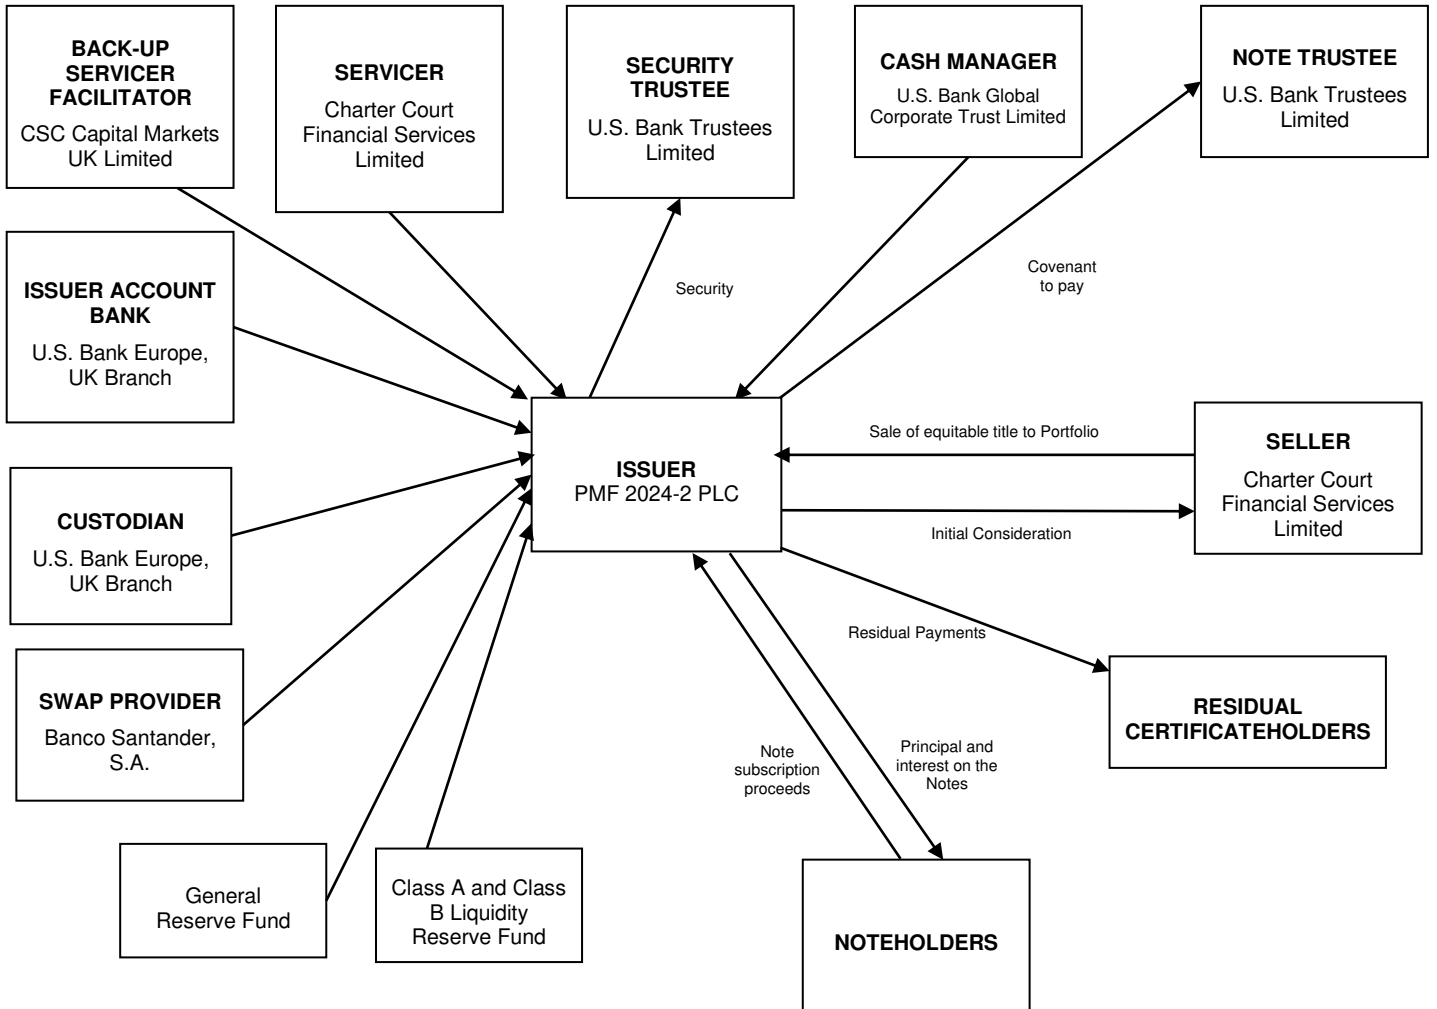 BACK-UP
SERVICER
FACILITATOR
CSC Capital Markets
UK Limited
SERVICER
Charter Court
Financial Services
Limited
SECURITY
TRUSTEE
U.S. Bank Trustees
Limited
CASH MANAGER
U.S. Bank Global
Corporate Trust Limited
NOTE TRUSTEE
U.S. Bank Trustees
Limited
ISSUER ACCOUNT
BANK
U.S. Bank Europe,
UK Branch
Security
Covenant
to pay
ISSUER
PMF 2024-2 PLC
Sale of equitable title to Portfolio
Initial Consideration
SELLER
Charter Court
Financial Services
Limited
CUSTODIAN
U.S. Bank Europe,
UK Branch
Residual Payments
RESIDUAL
CERTIFICATEHOLDERS
SWAP PROVIDER
Banco Santander,
S.A.
Note
subscription
proceeds
Principal and
interest on the
Notes
General
Reserve Fund
Class A and Class
B Liquidity
Reserve Fund
NOTEHOLDERS